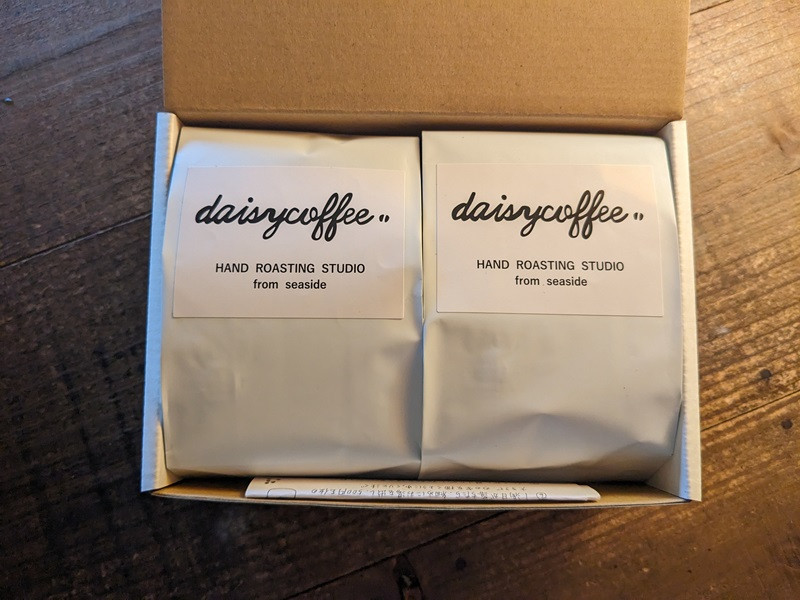 daisycoffee
HAND ROASTING STUDIO
from seaside
daisycoffee
HAND ROASTING STUDIO
from seaside